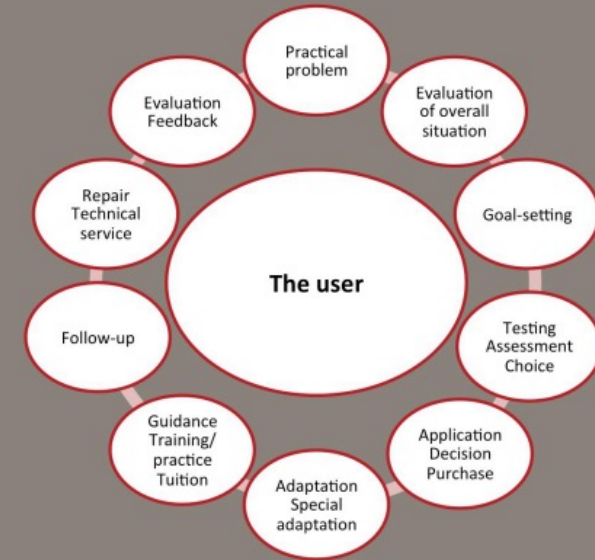 Practical
problem
Evaluation
of overall
situation
Goal-setting
Testing
Assessment
Choice
Application
Decision
Purchase
Adaptation
Special
adaptation
Guidance
Training/
practice
Tuition
Follow-up
Repair
Technical
service
Evaluation
Feedback
The user